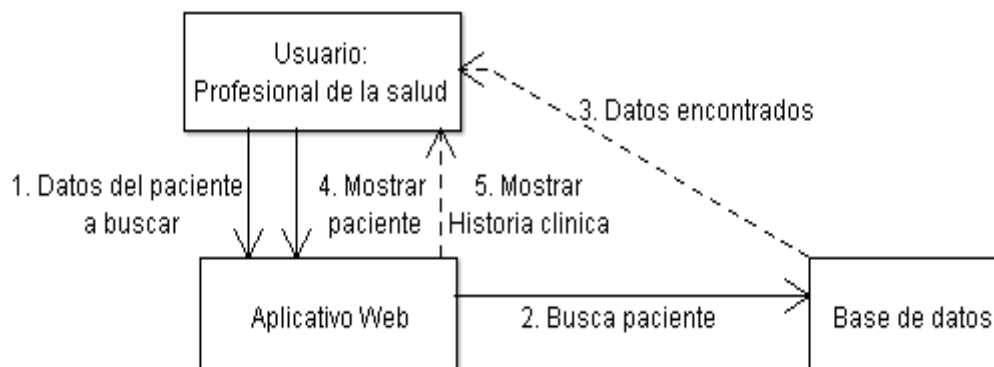 Usuario:
Profesional de la salud
3. Datos encontrados
1. Datos del paciente
a buscar
4. Mostrar
paciente
5. Mostrar
Historia clinica
Aplicativo Web
2. Busca paciente
Base de datos